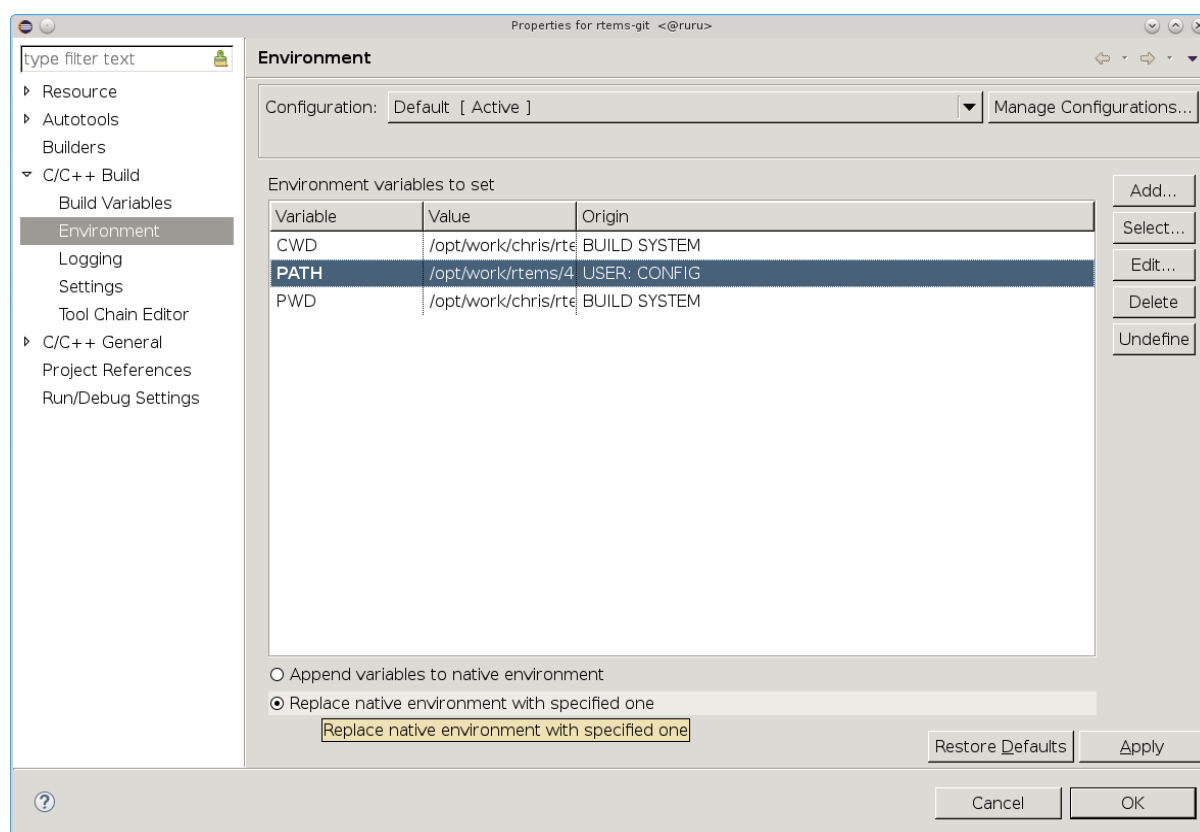 Properties for rtems-git <@ruru>
type filter text
Environment
Resource
Autotools
Builders
C/C++ Build
Build Variables
Environment
Logging
Settings
Tool Chain Editor
C/C++ General
Project References
Run/Debug Settings
Configuration: Default [ Active ] Manage Configurations...
Environment variables to set
Variable Value Origin
CWD /opt/work/chris/rte BUILD SYSTEM
PATH /opt/work/rtems/4 USER: CONFIG
PWD /opt/work/chris/rte BUILD SYSTEM
Add...
Select...
Edit...
Delete
Undefine
Append variables to native environment
Replace native environment with specified one
Replace native environment with specified one
Restore Defaults Apply
? Cancel OK